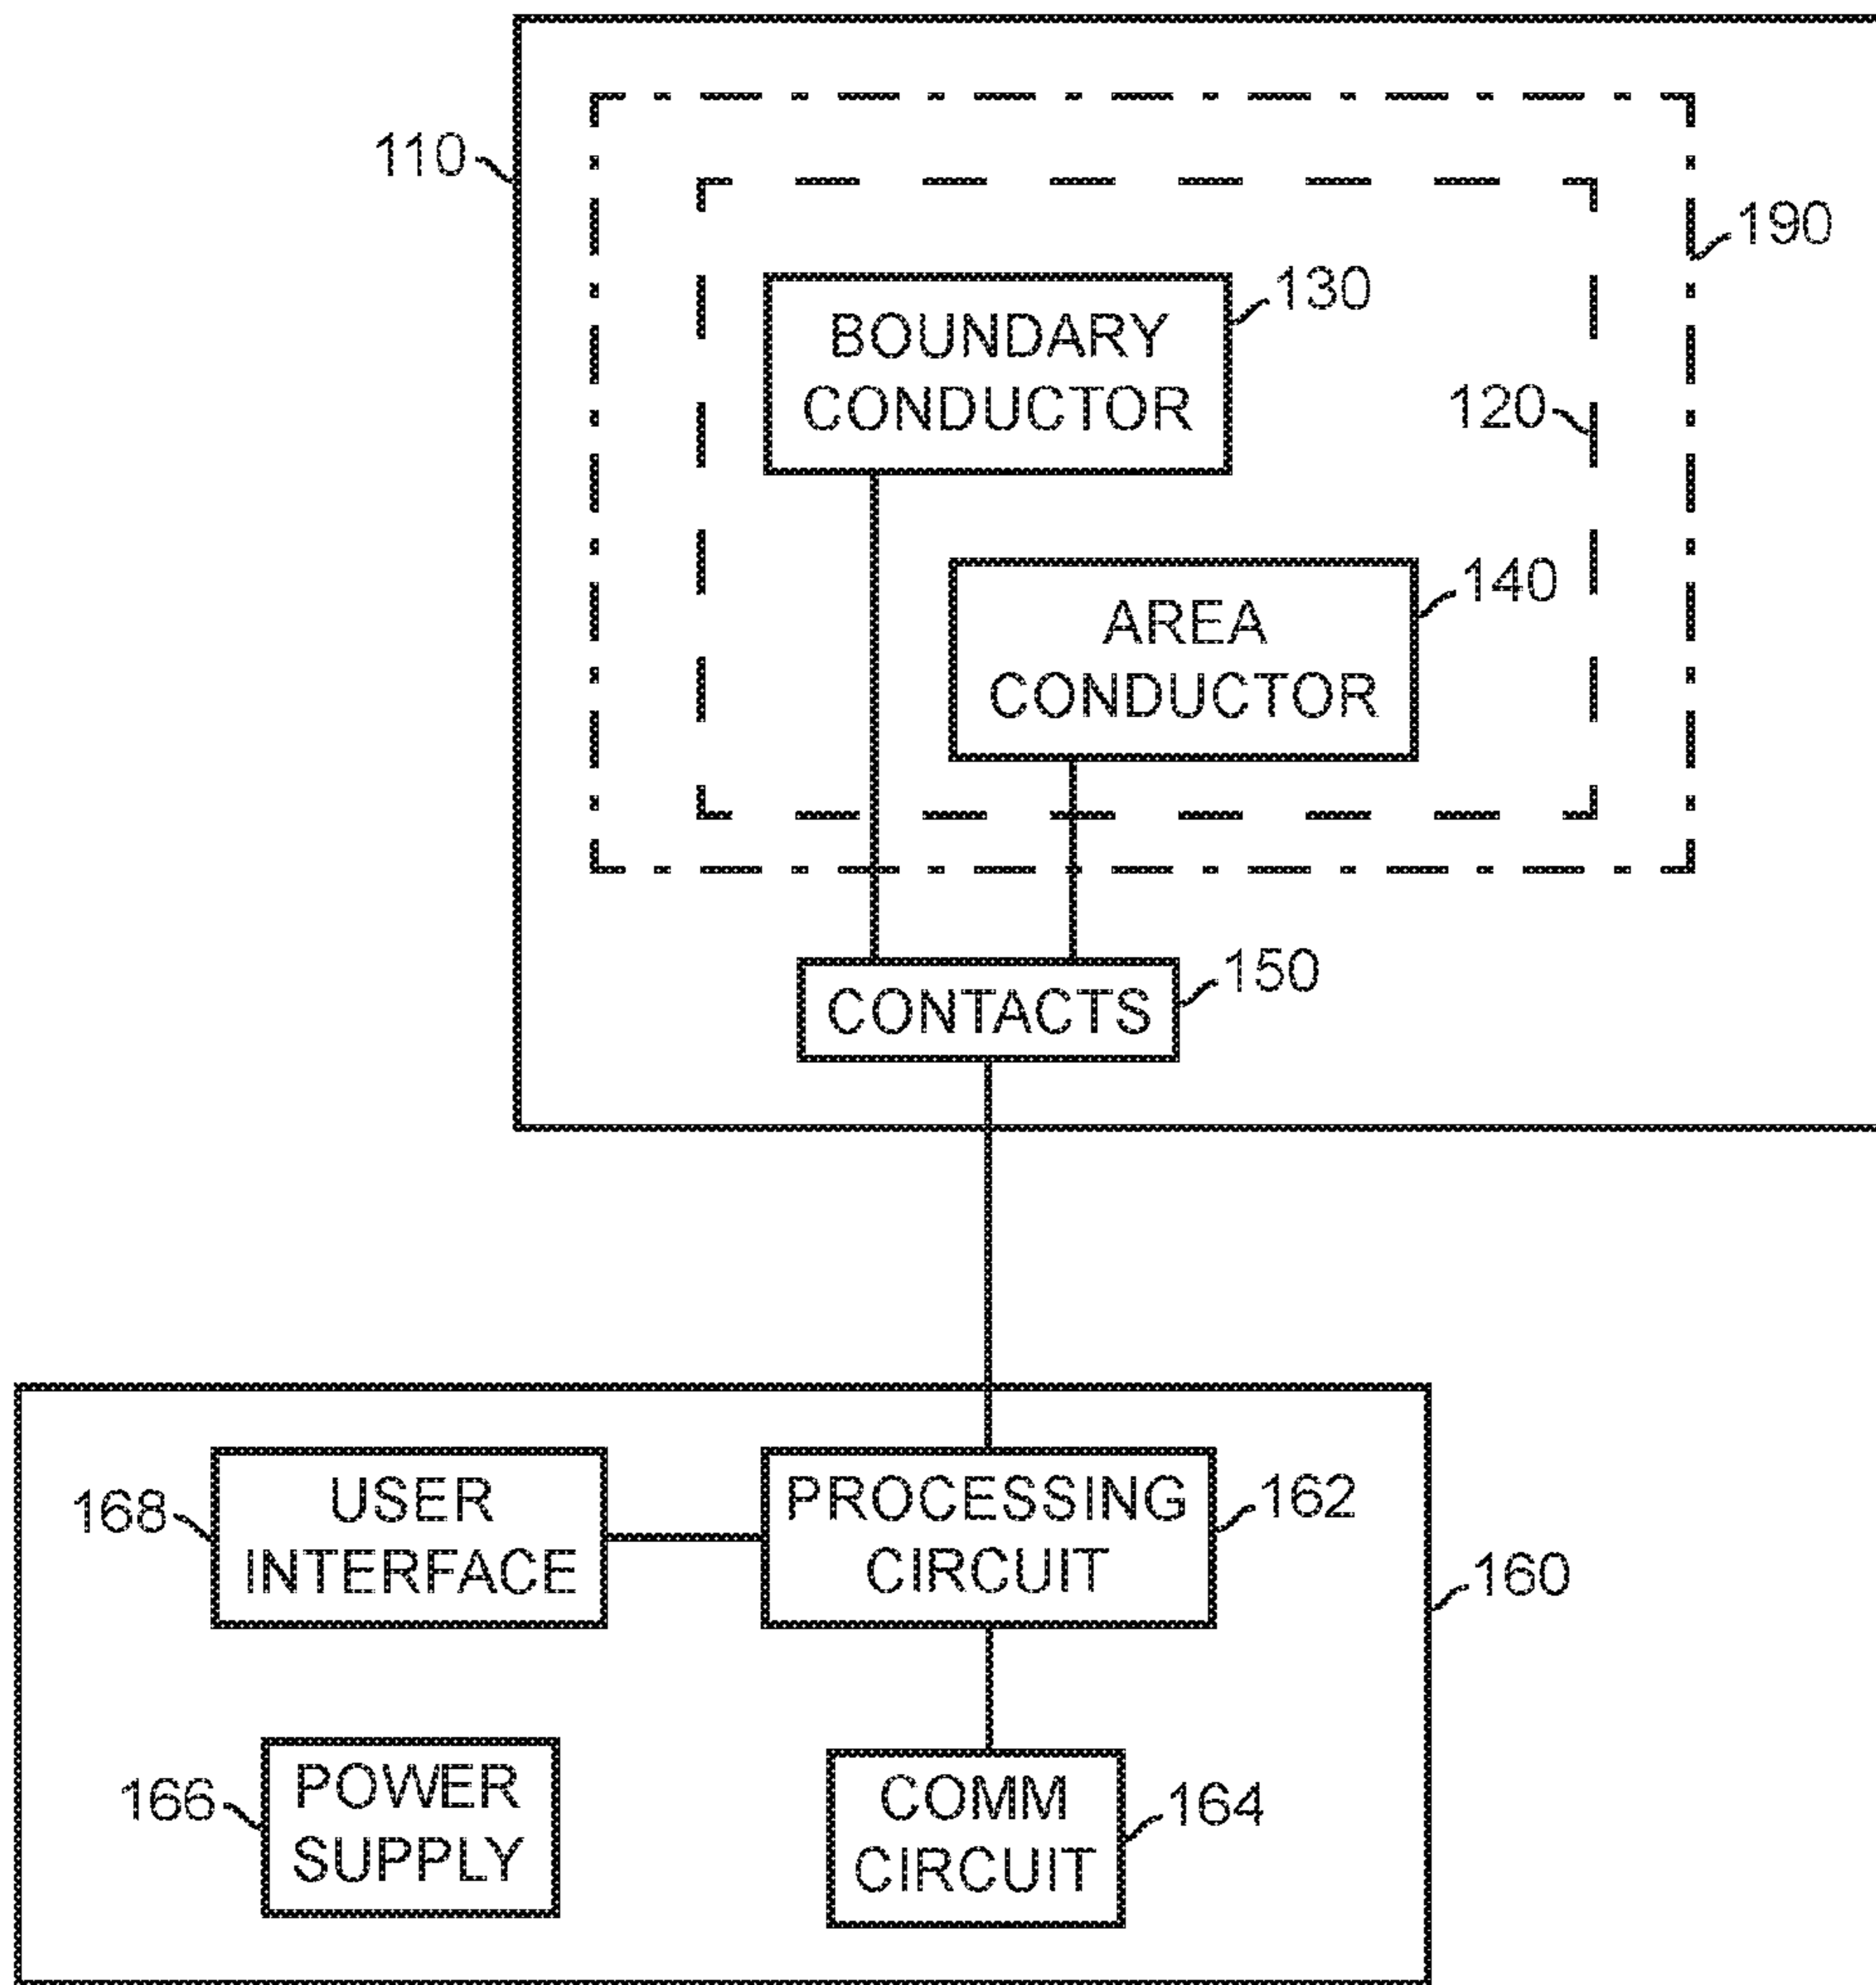 110
190
130
BOUNDARY
CONDUCTOR
120
140
AREA
CONDUCTOR
150
CONTACTS
168
USER
INTERFACE
PROCESSING
CIRCUIT
162
160
166
POWER
SUPPLY
COMM
CIRCUIT
164